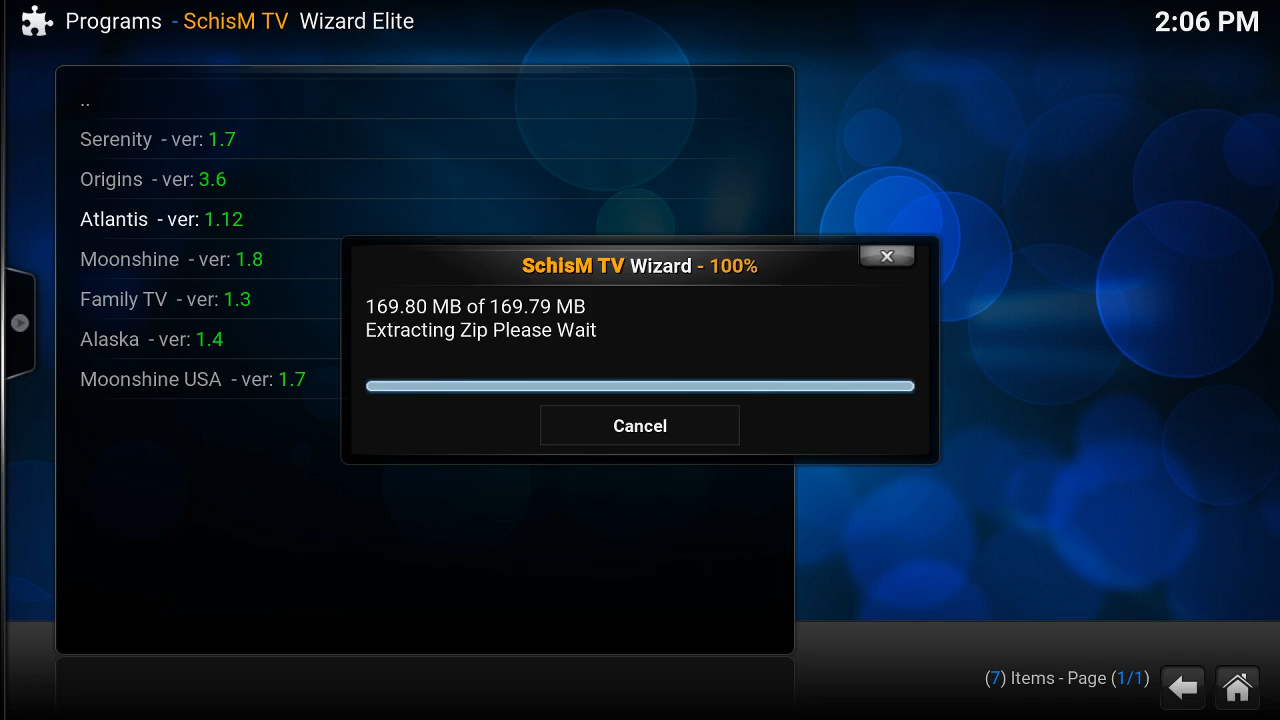 Programs - SchisM TV Wizard Elite
2:06 PM
..
Serenity - ver: 1.7
Origins - ver: 3.6
Atlantis - ver: 1.12
Moonshine - ver: 1.8
Family TV - ver: 1.3
Alaska - ver: 1.4
Moonshine USA - ver: 1.7
SchisM TV Wizard - 100%
169.80 MB of 169.79 MB
Extracting Zip Please Wait
Cancel
(7) Items - Page (1/1)